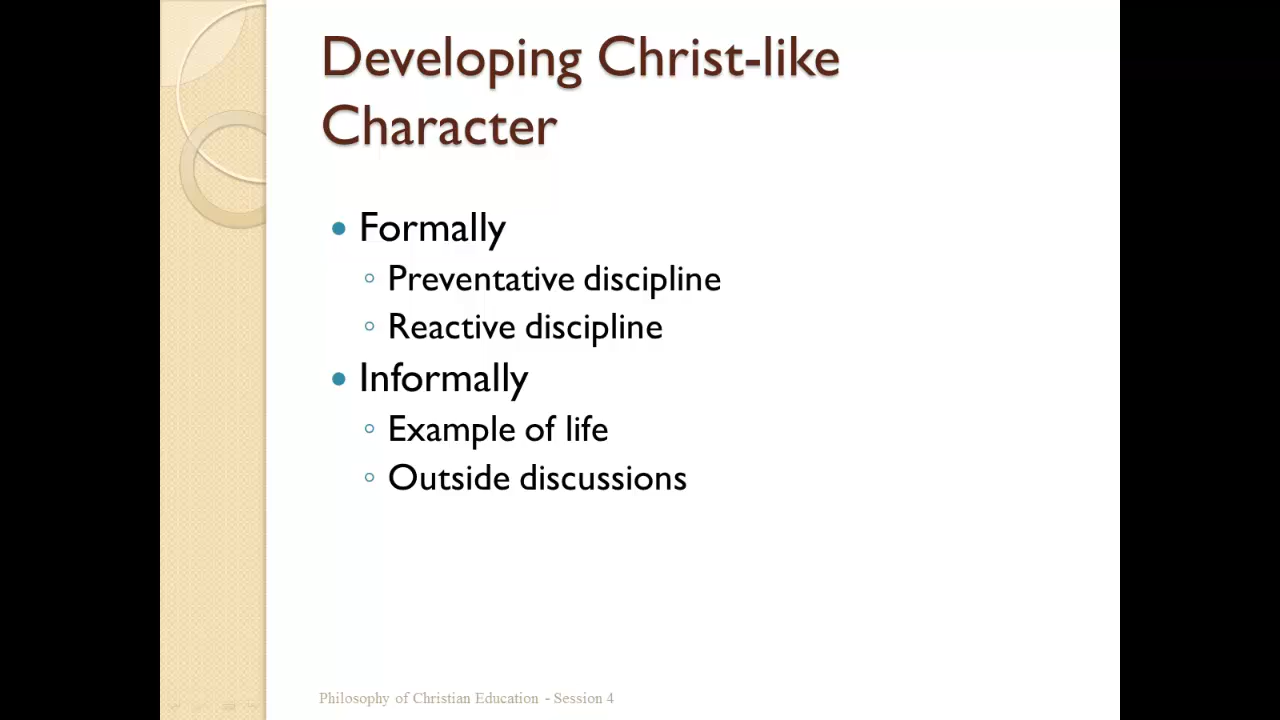 Developing Christ-like
Character
• Formally
◦ Preventative discipline
◦ Reactive discipline
• Informally
◦ Example of life
◦ Outside discussions
Philosophy of Christian Education - Session 4